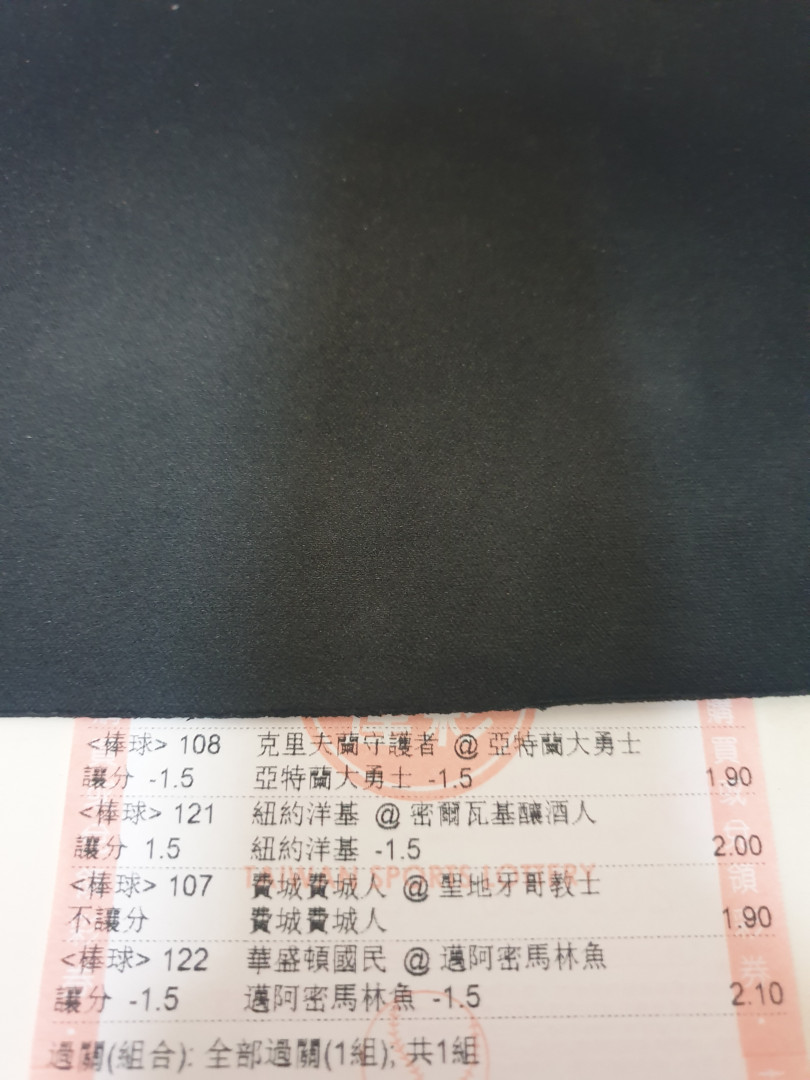 <棒球> 108 克里夫蘭守護者 @ 亞特蘭大勇士
讓分 -1.5 亞特蘭大勇士 -1.5 1.90
<棒球> 121 紐約洋基 @ 密爾瓦基釀酒人
讓分 1.5 紐約洋基 -1.5 2.00
TAIWAN SPORTS LOTTERY
<棒球> 107 費城費城人 @ 聖地牙哥教士
不讓分 費城費城人 1.90
<棒球> 122 華盛頓國民 @ 邁阿密馬林魚
讓分 -1.5 邁阿密馬林魚 -1.5 2.10
過關(組合): 全部過關(1組); 共1組